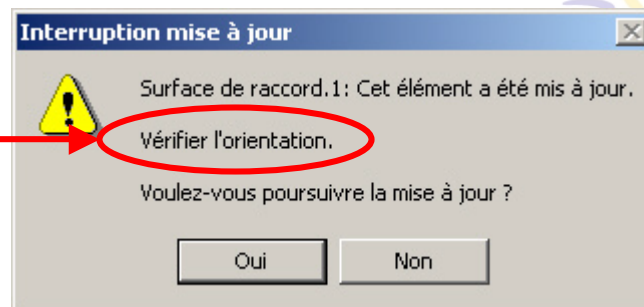 Interruption mise à jour
Surface de raccord.1: Cet élément a été mis à jour.
Vérifier l'orientation.
Voulez-vous poursuivre la mise à jour ?
Oui
Non